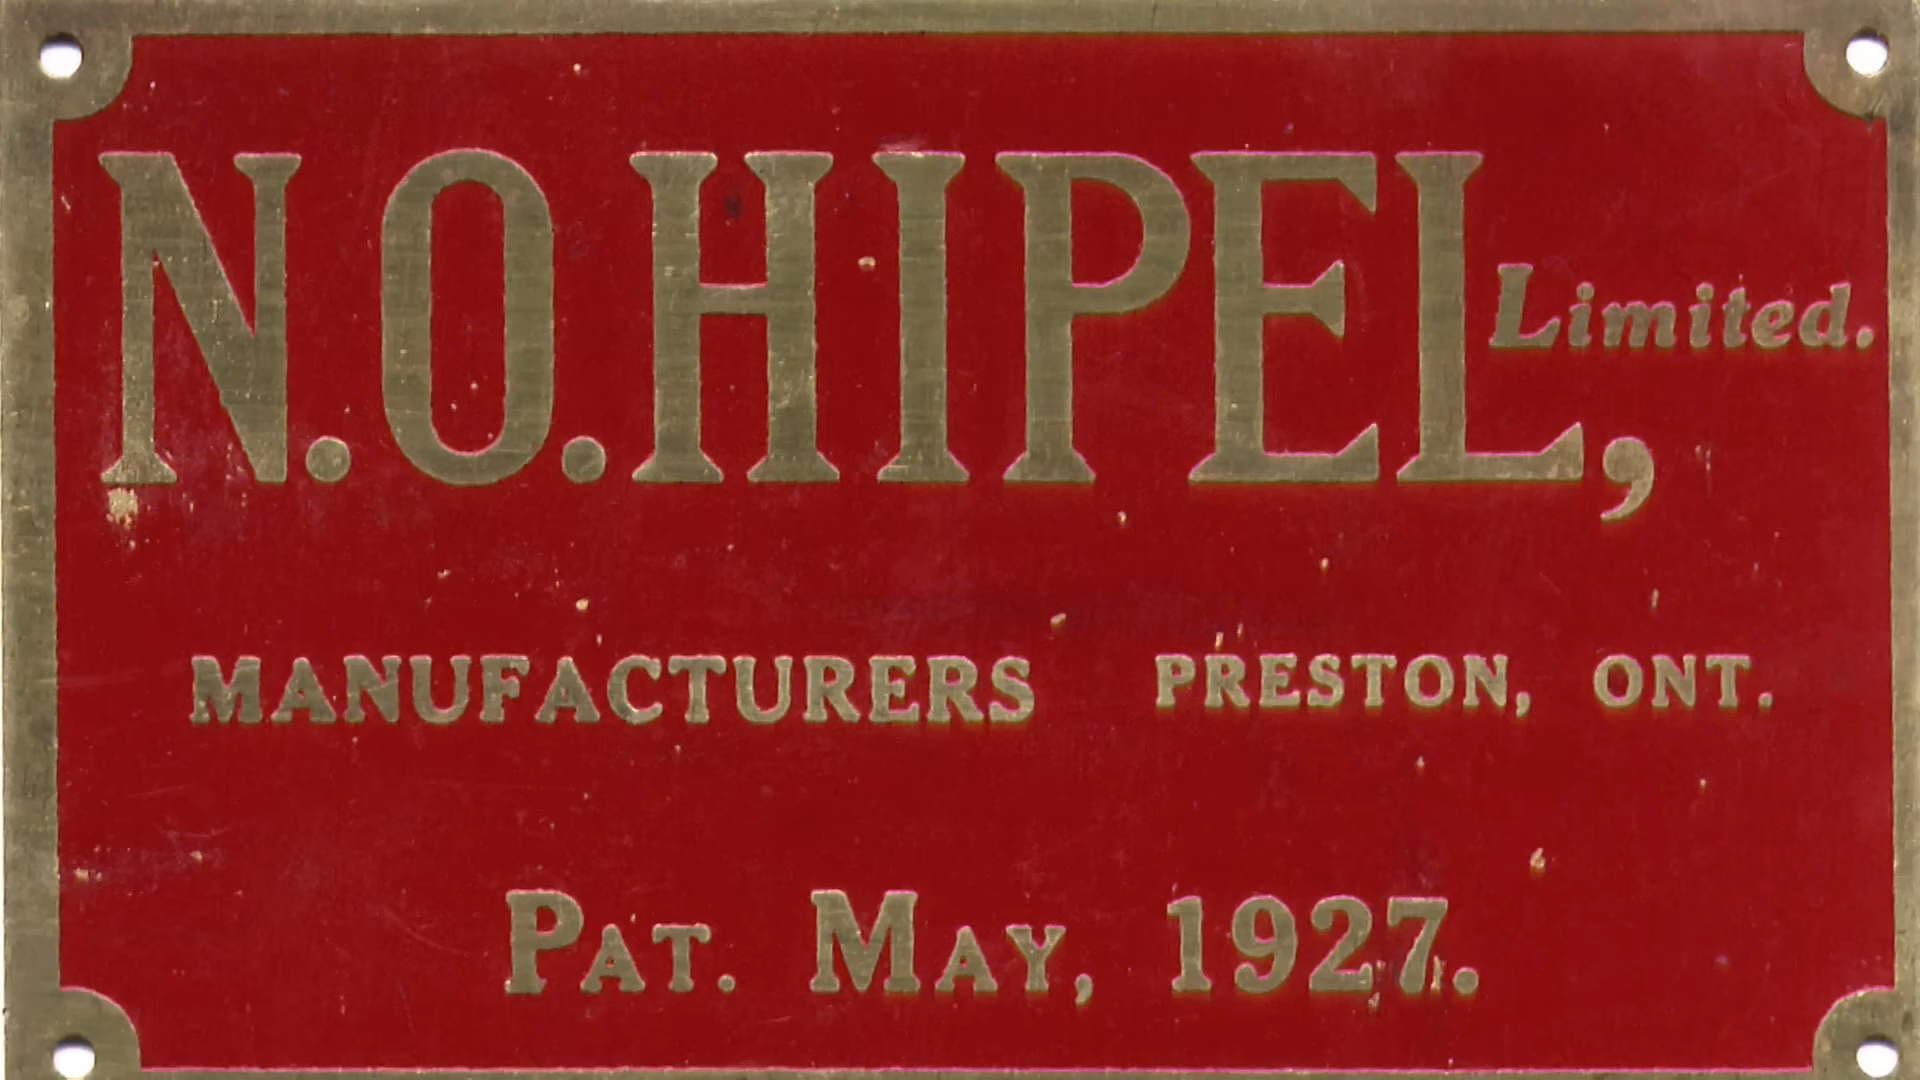 N.O.HIPEL, Limited.
MANUFACTURERS PRESTON, ONT.
PAT. MAY, 1927.